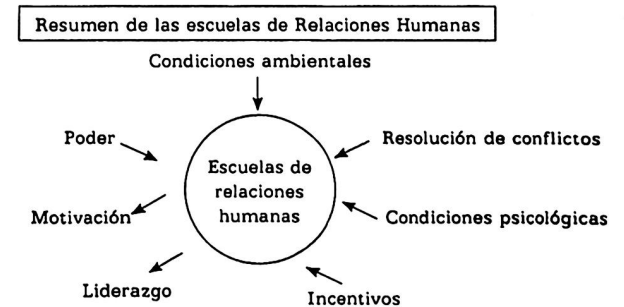 Resumen de las escuelas de Relaciones Humanas
Condiciones ambientales
Poder
Resolución de conflictos
Escuelas de
relaciones
humanas
Motivación
Condiciones psicológicas
Liderazgo
Incentivos